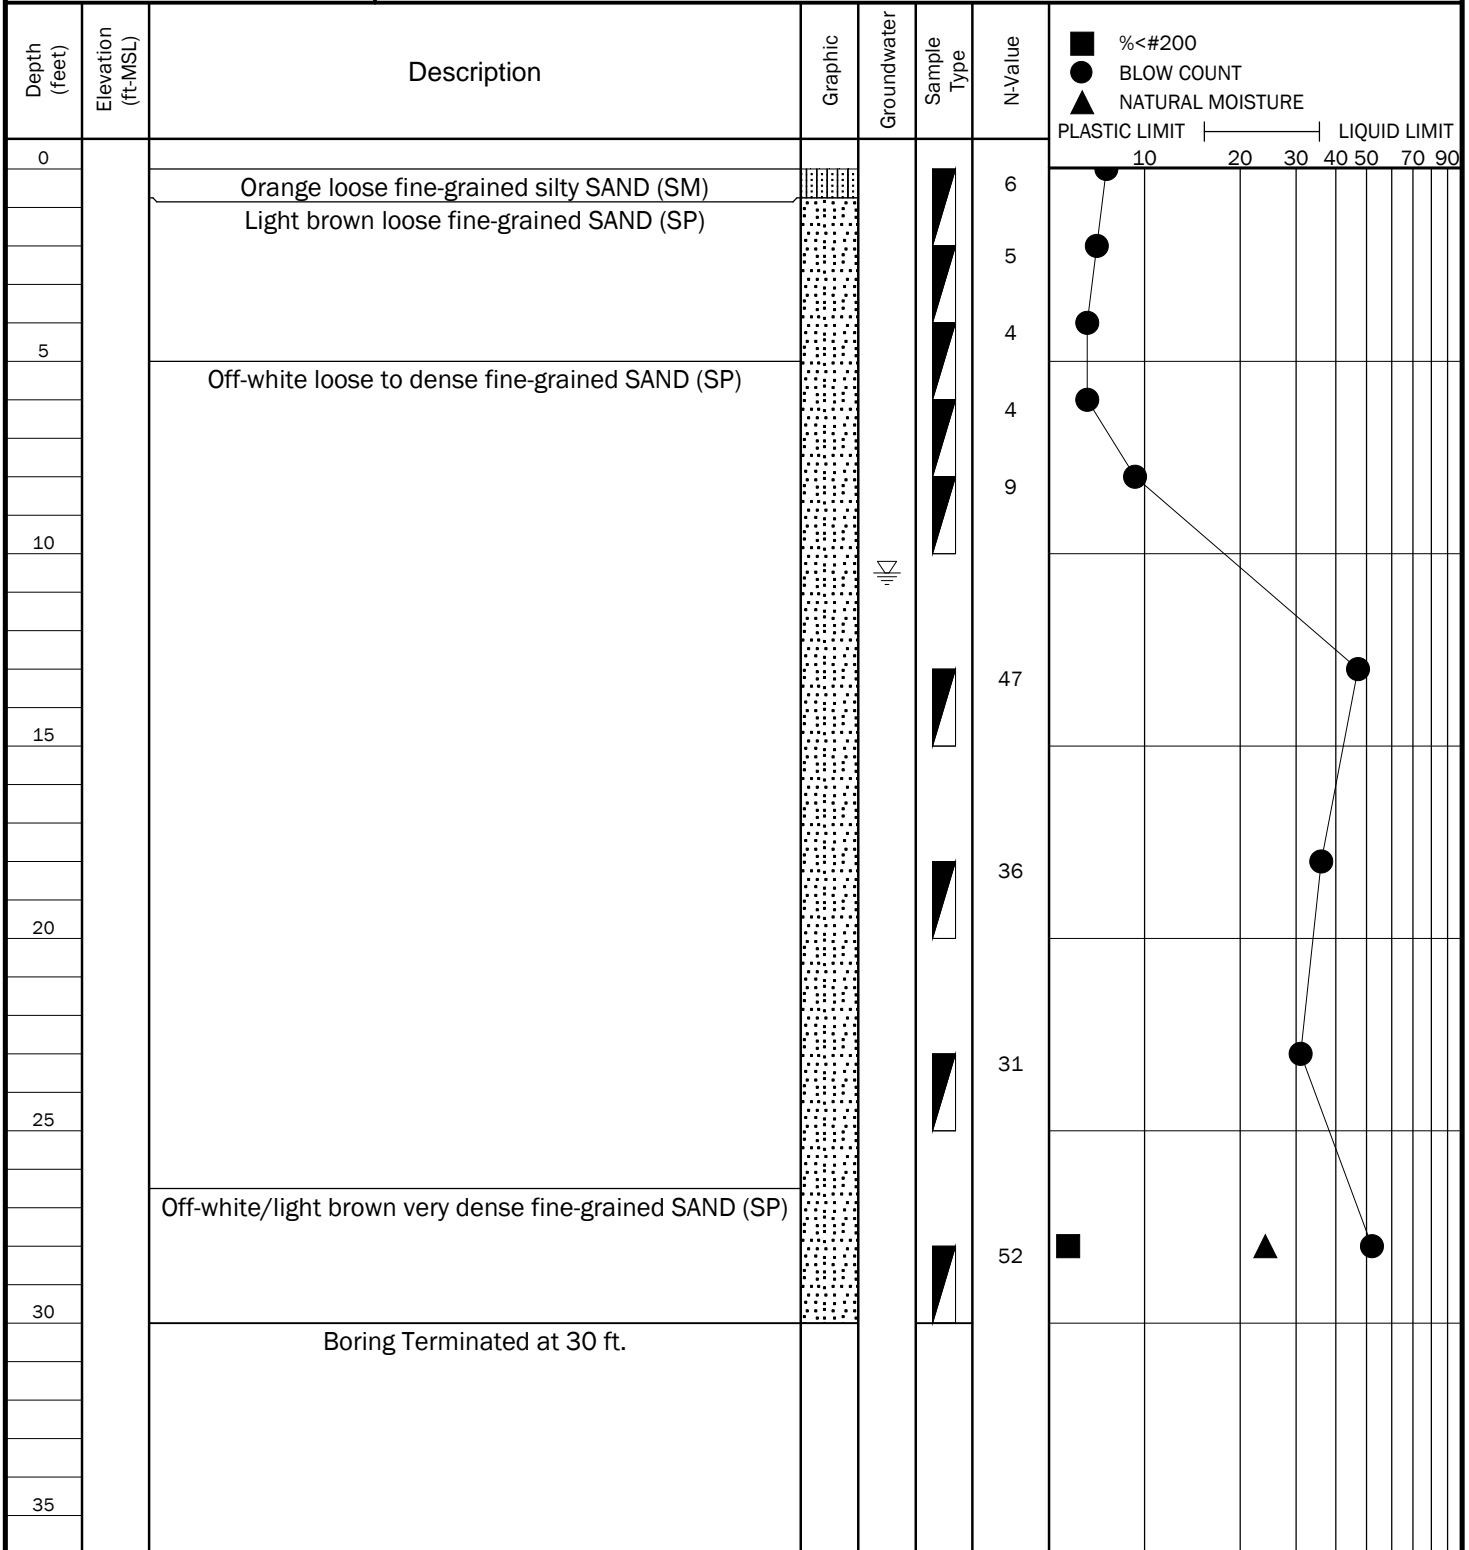 Depth
(feet)
Elevation
(ft-MSL)
Description
Graphic
Groundwater
Sample
Type
N-Value
%<#200
BLOW COUNT
NATURAL MOISTURE
PLASTIC LIMIT LIQUID LIMIT
10 20 30 40 50 70 90
0
Orange loose fine-grained silty SAND (SM)
6
Light brown loose fine-grained SAND (SP)
5
4
5
Off-white loose to dense fine-grained SAND (SP)
4
9
10
47
15
36
20
31
25
Off-white/light brown very dense fine-grained SAND (SP)
52
30
Boring Terminated at 30 ft.
35